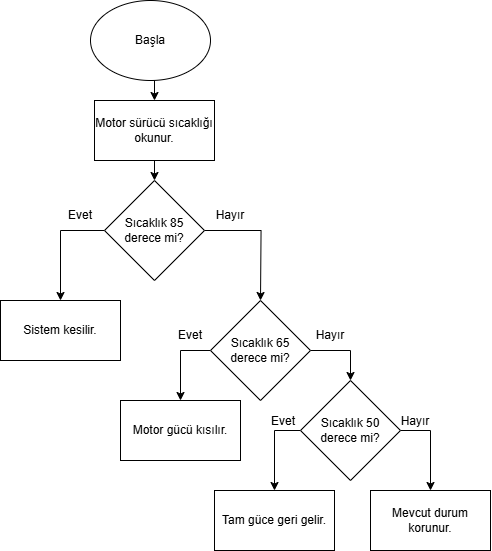 Başla
Motor sürücü sıcaklığı
okunur.
Evet
Hayır
Sıcaklık 85
derece mi?
Sistem kesilir.
Evet
Hayır
Sıcaklık 65
derece mi?
Motor gücü kısılır.
Evet
Hayır
Sıcaklık 50
derece mi?
Tam güce geri gelir.
Mevcut durum
korunur.